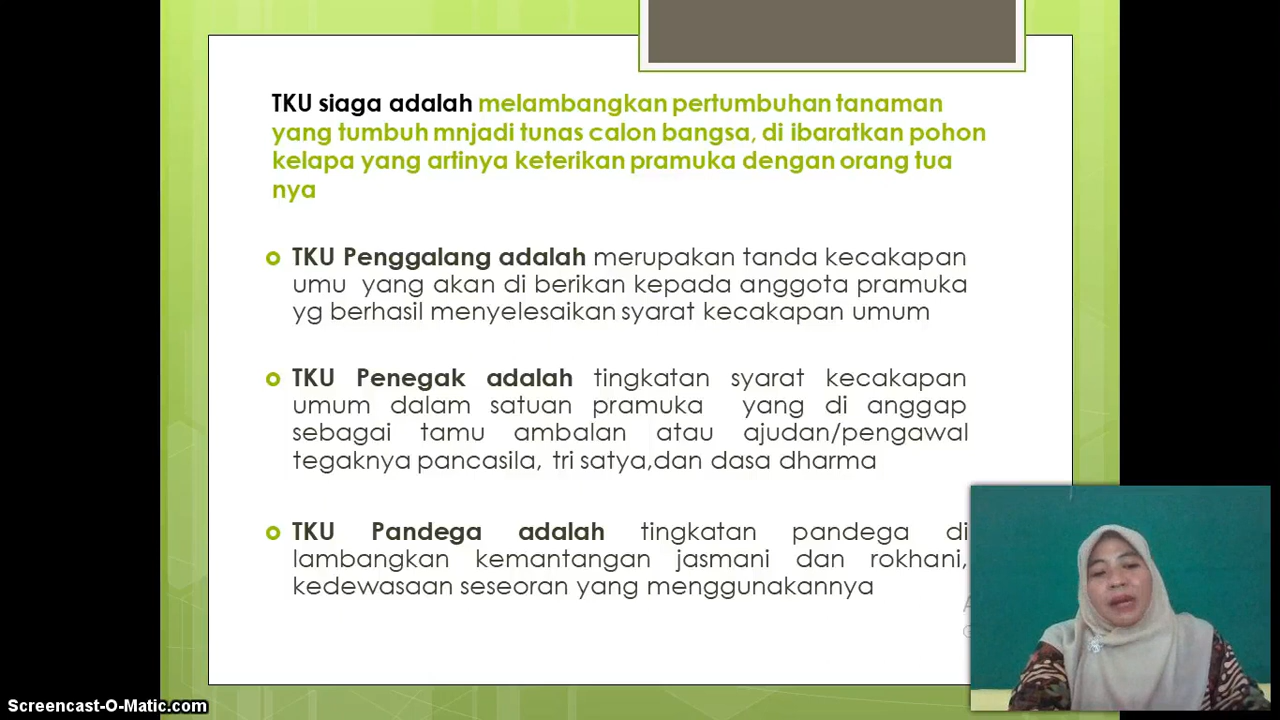 TKU siaga adalah melambangkan pertumbuhan tanaman
yang tumbuh mnjadi tunas calon bangsa, di ibaratkan pohon
kelapa yang artinya keterikan pramuka dengan orang tua
nya
TKU Penggalang adalah merupakan tanda kecakapan
umu yang akan di berikan kepada anggota pramuka
yg berhasil menyelesaikan syarat kecakapan umum
TKU Penegak adalah tingkatan syarat kecakapan
umum dalam satuan pramuka yang di anggap
sebagai tamu ambalan atau ajudan/pengawal
tegaknya pancasila, tri satya,dan dasa dharma
TKU Pandega adalah tingkatan pandega di
lambangkan kemantangan jasmani dan rokhani,
kedewasaan seseoran yang menggunakannya
Screencast-O-Matic.com